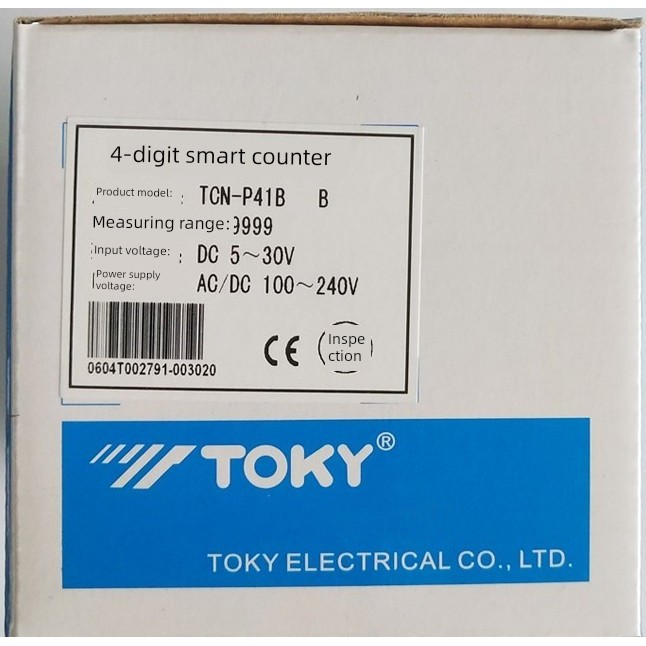 4-digit smart counter
Product model: : TCN-P41B B
Measuring range: 9999
Input voltage: : DC 5～30V
Power supply voltage: AC/DC 100～240V
0604T002791-003020
CE
Inspe
ction
TOKY®
TOKY ELECTRICAL CO., LTD.